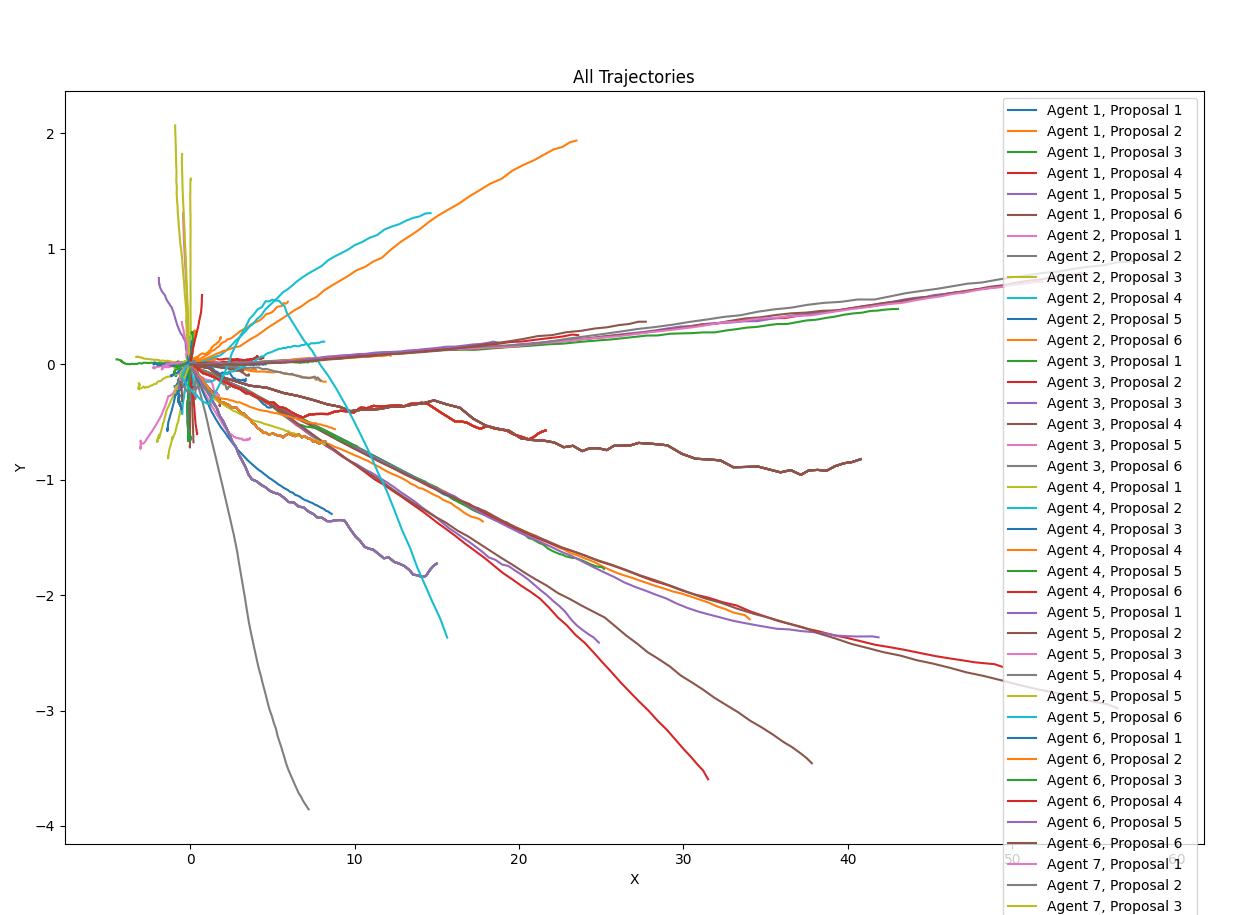 All Trajectories
2
1
0
−1
−2
−3
−4
Y
0
10
20
30
40
50
60
X
Agent 1, Proposal 1
Agent 1, Proposal 2
Agent 1, Proposal 3
Agent 1, Proposal 4
Agent 1, Proposal 5
Agent 1, Proposal 6
Agent 2, Proposal 1
Agent 2, Proposal 2
Agent 2, Proposal 3
Agent 2, Proposal 4
Agent 2, Proposal 5
Agent 2, Proposal 6
Agent 3, Proposal 1
Agent 3, Proposal 2
Agent 3, Proposal 3
Agent 3, Proposal 4
Agent 3, Proposal 5
Agent 3, Proposal 6
Agent 4, Proposal 1
Agent 4, Proposal 2
Agent 4, Proposal 3
Agent 4, Proposal 4
Agent 4, Proposal 5
Agent 4, Proposal 6
Agent 5, Proposal 1
Agent 5, Proposal 2
Agent 5, Proposal 3
Agent 5, Proposal 4
Agent 5, Proposal 5
Agent 5, Proposal 6
Agent 6, Proposal 1
Agent 6, Proposal 2
Agent 6, Proposal 3
Agent 6, Proposal 4
Agent 6, Proposal 5
Agent 6, Proposal 6
Agent 7, Proposal 1
Agent 7, Proposal 2
Agent 7, Proposal 3